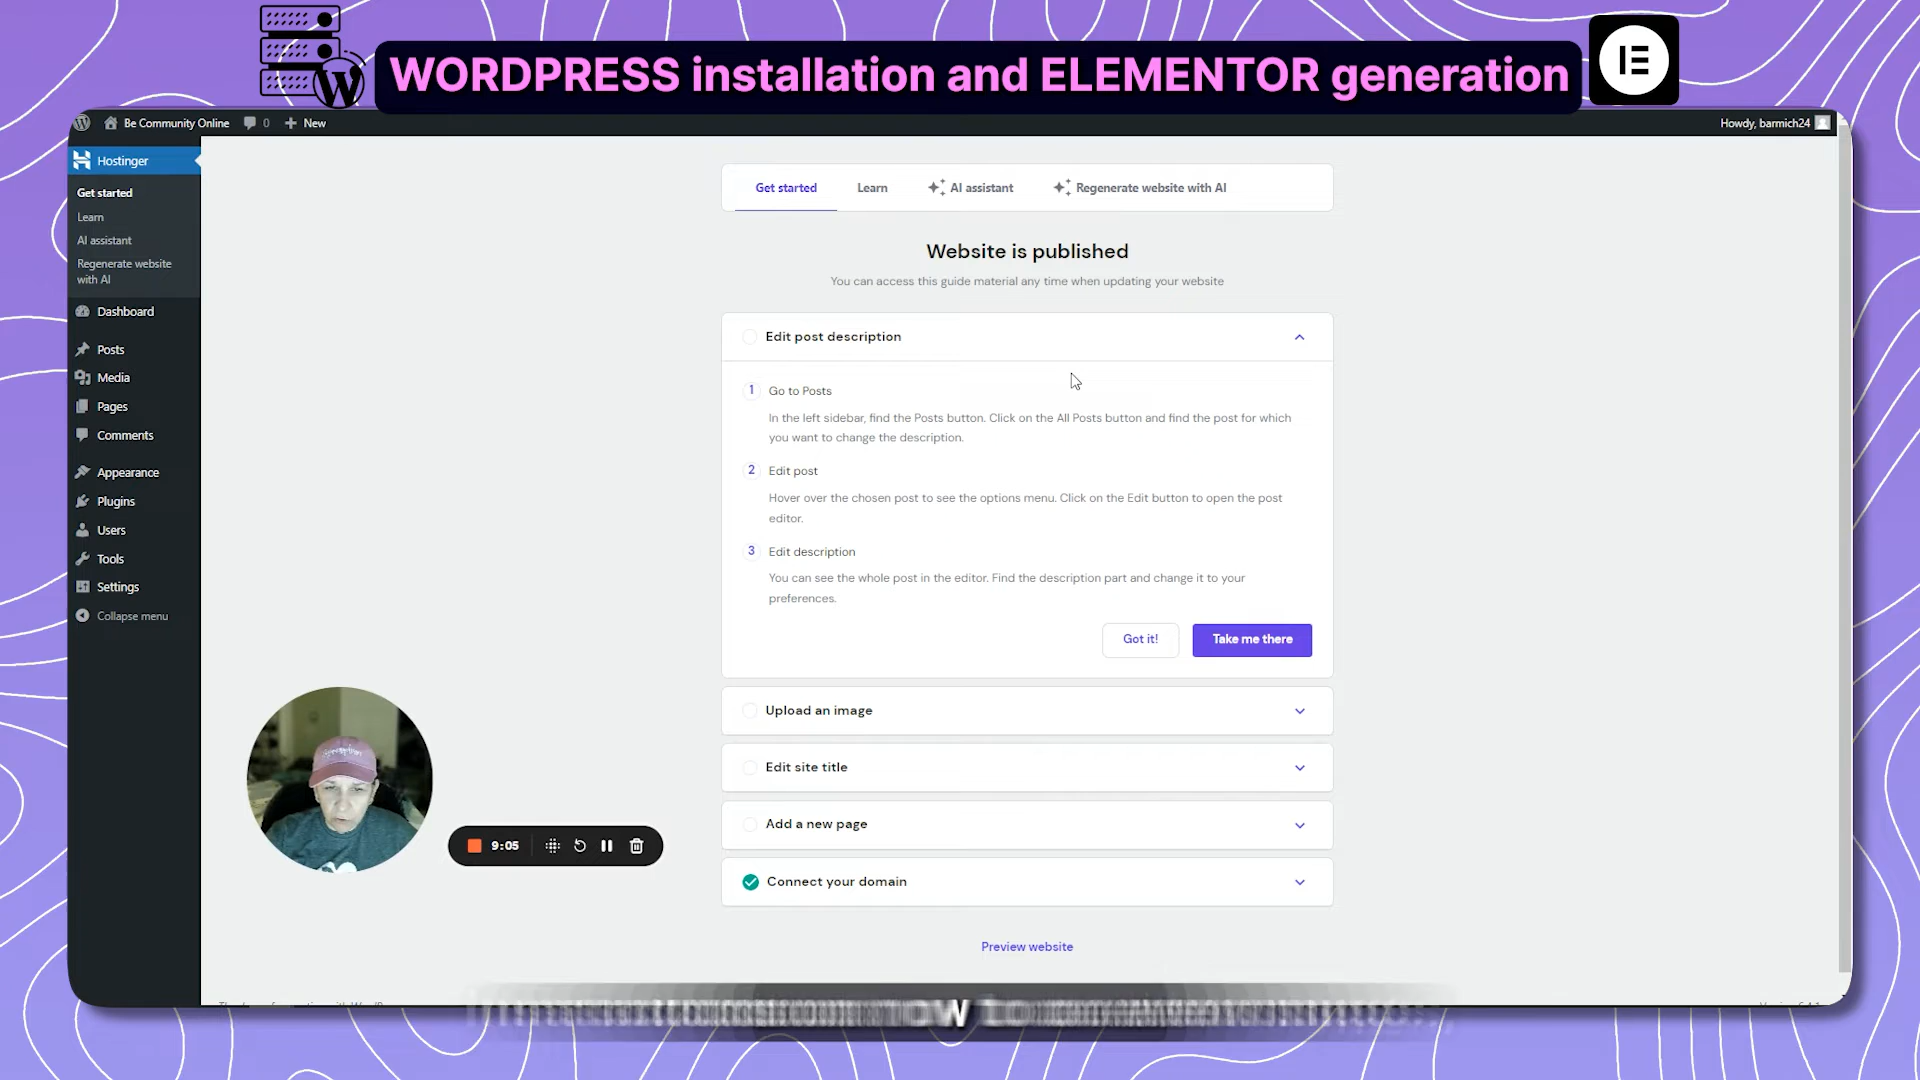 WORDPRESS installation and ELEMENTOR generation
Be Community Online 0 + New
Howdy, barmich24
Hostinger
Get started
Learn
AI assistant
Regenerate website
with AI
Dashboard
Posts
Media
Pages
Comments
Appearance
Plugins
Users
Tools
Settings
Collapse menu
Get started Learn AI assistant Regenerate website with AI
Website is published
You can access this guide material any time when updating your website
Edit post description
1 Go to Posts
In the left sidebar, find the Posts button. Click on the All Posts button and find the post for which
you want to change the description.
2 Edit post
Hover over the chosen post to see the options menu. Click on the Edit button to open the post
editor.
3 Edit description
You can see the whole post in the editor. Find the description part and change it to your
preferences.
Got it! Take me there
Upload an image
Edit site title
Add a new page
Connect your domain
Preview website
9:05